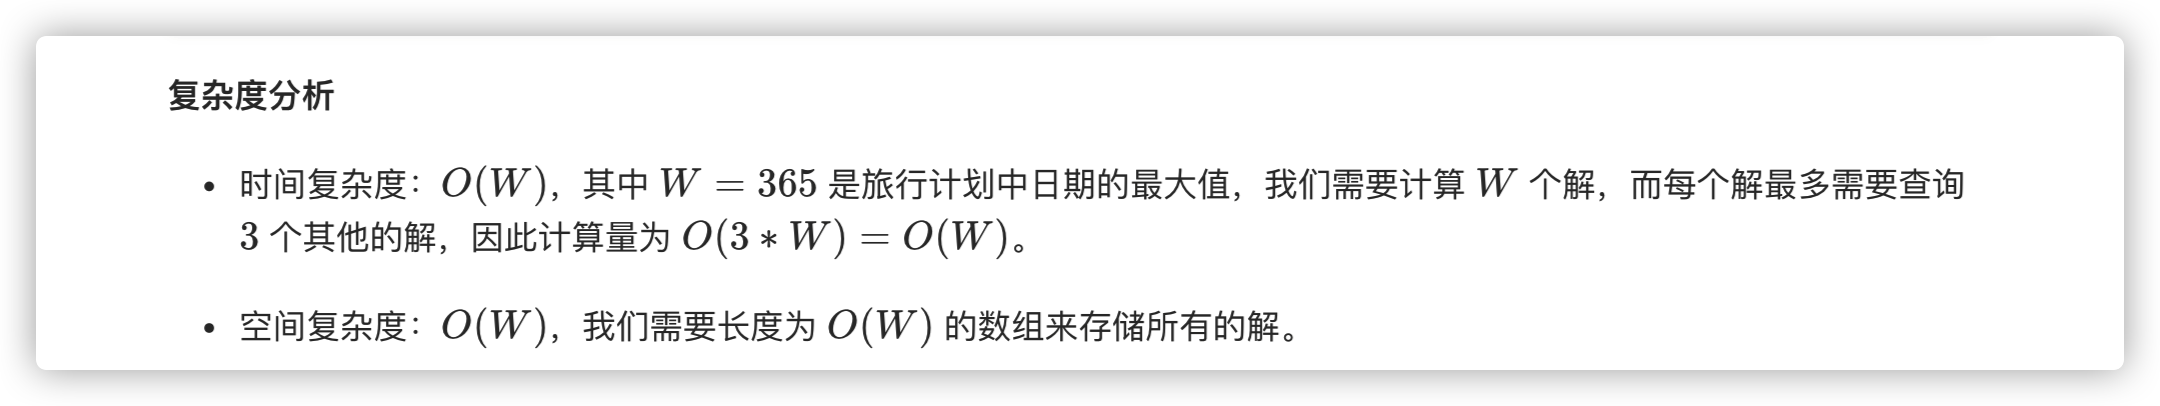 复杂度分析
• 时间复杂度：O(W)，其中 W = 365 是旅行计划中日期的最大值，我们需要计算 W 个解，而每个解最多需要查询
3 个其他的解，因此计算量为 O(3 * W) = O(W)。
• 空间复杂度：O(W)，我们需要长度为 O(W) 的数组来存储所有的解。